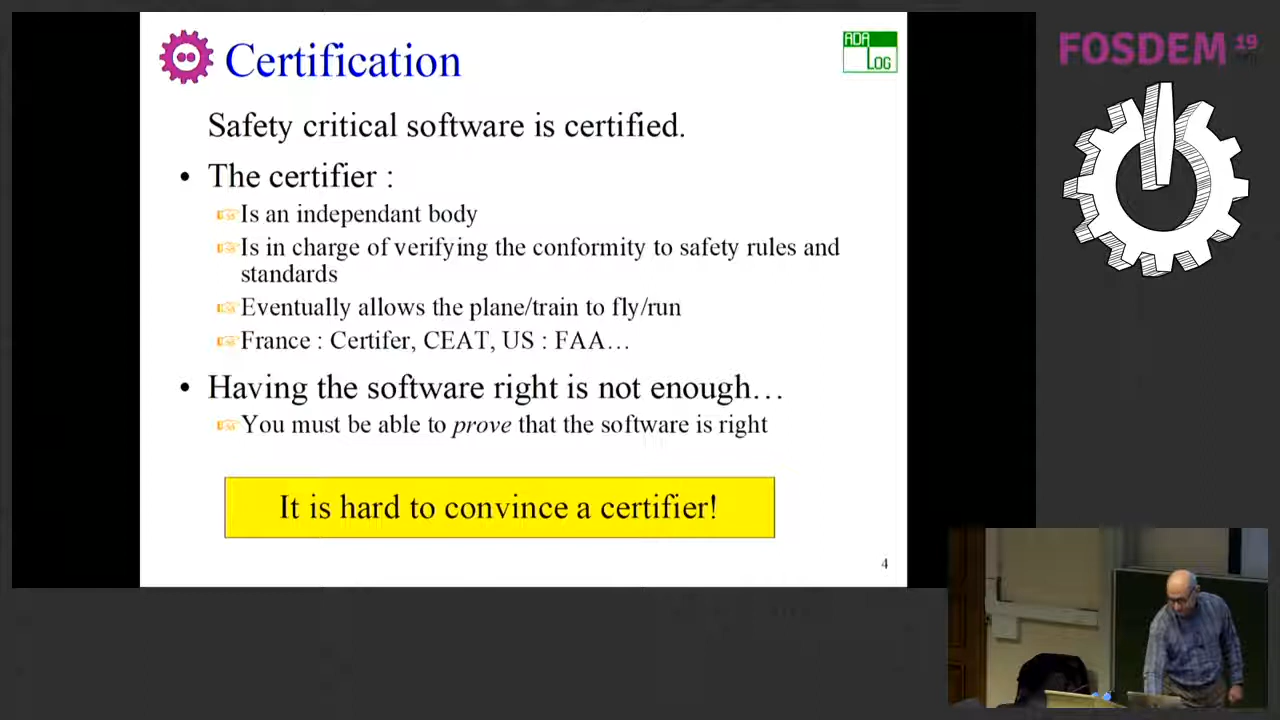 Certification
ADA
LOG
FOSDEM 19
Safety critical software is certified.
• The certifier :
Is an independant body
Is in charge of verifying the conformity to safety rules and
standards
Eventually allows the plane/train to fly/run
France : Certifer, CEAT, US : FAA…
• Having the software right is not enough…
You must be able to prove that the software is right
It is hard to convince a certifier!
4